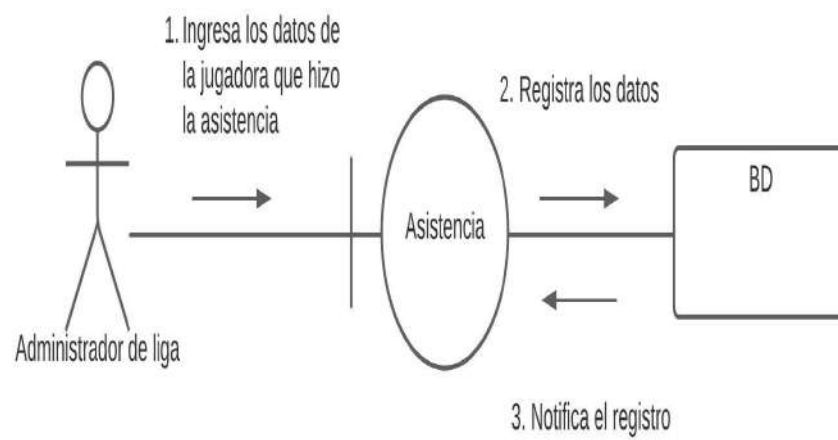 1. Ingresa los datos de
la jugadora que hizo
la asistencia
2. Registra los datos
BD
Asistencia
Administrador de liga
3. Notifica el registro